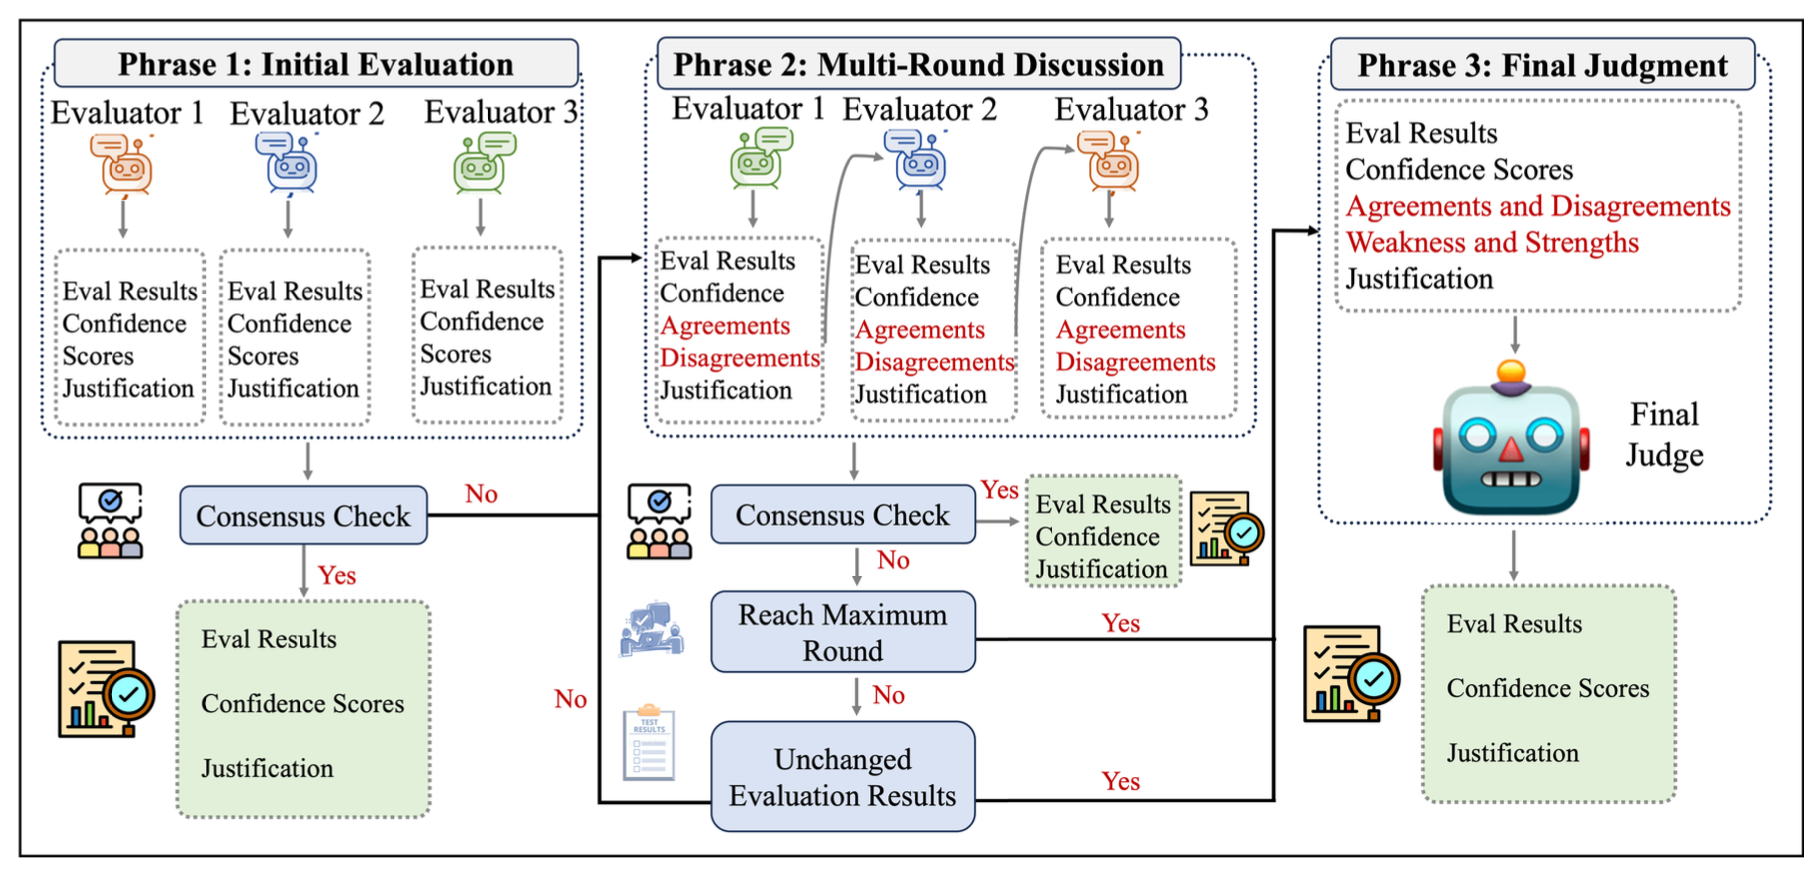 Phrase 1: Initial Evaluation
Evaluator 1
Evaluator 2
Evaluator 3
Eval Results
Confidence
Scores
Justification
Eval Results
Confidence
Scores
Justification
Eval Results
Confidence
Scores
Justification
Consensus Check
No
Yes
Eval Results
Confidence Scores
Justification
Phrase 2: Multi-Round Discussion
Evaluator 1
Evaluator 2
Evaluator 3
Eval Results
Confidence
Agreements
Disagreements
Justification
Eval Results
Confidence
Agreements
Disagreements
Justification
Eval Results
Confidence
Agreements
Disagreements
Justification
Consensus Check
Yes
Eval Results
Confidence
Justification
No
Reach Maximum
Round
Yes
No
TEST
RESULTS
Unchanged
Evaluation Results
Yes
No
Phrase 3: Final Judgment
Eval Results
Confidence Scores
Agreements and Disagreements
Weakness and Strengths
Justification
Final
Judge
Eval Results
Confidence Scores
Justification